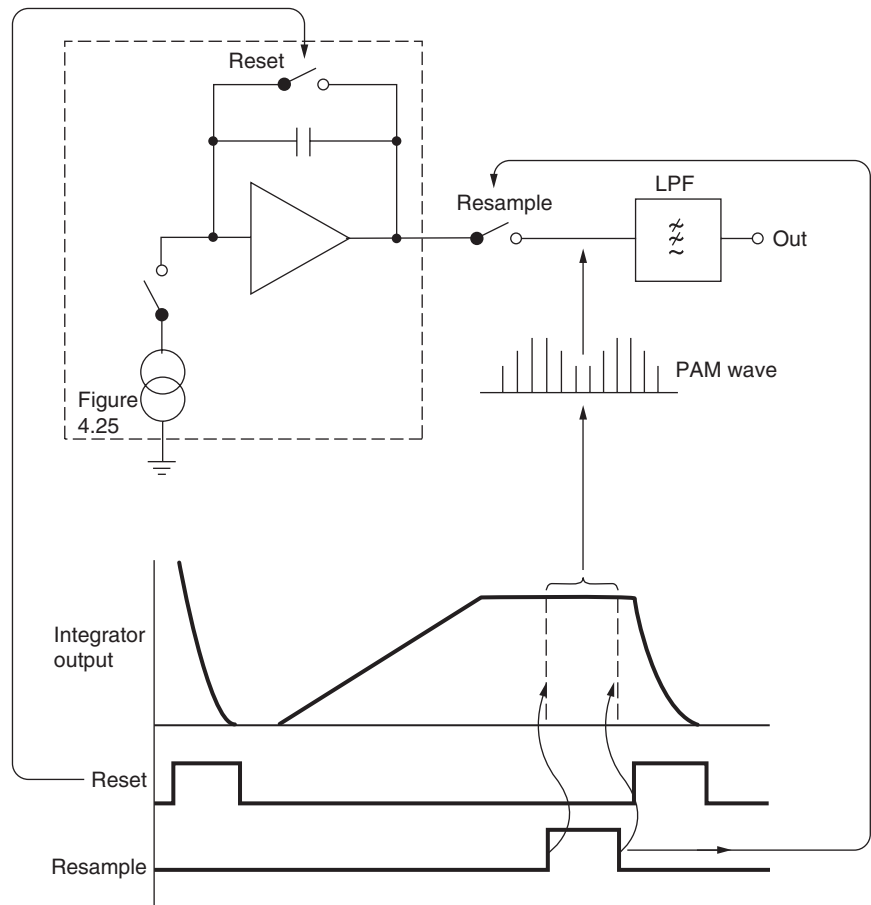 Reset
Resample
LPF
Out
PAM wave
Figure
4.25
Integrator
output
Reset
Resample